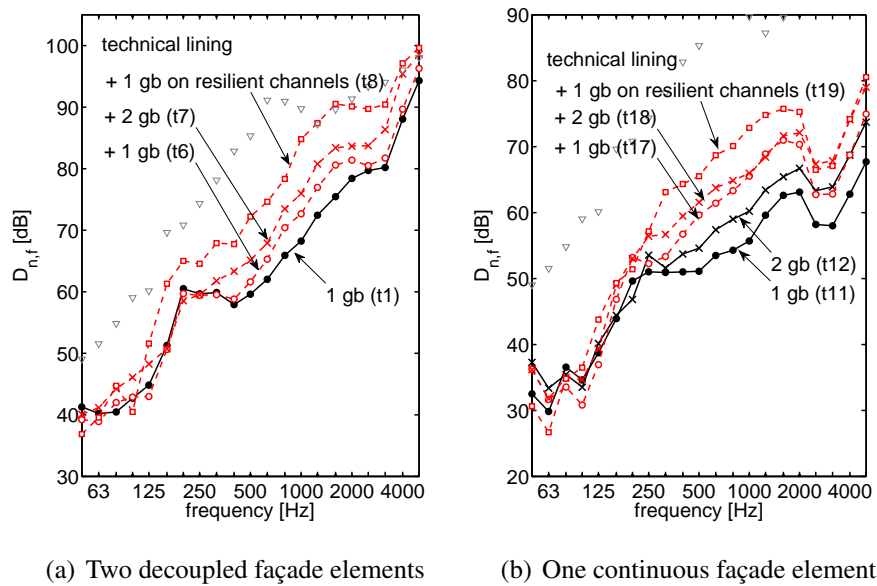 100
90
80
70
60
50
40
30
D_n,f [dB]
technical lining
+ 1 gb on resilient channels (t8)
+ 2 gb (t7)
+ 1 gb (t6)
1 gb (t1)
63 125 250 500 1000 2000 4000
frequency [Hz]
(a) Two decoupled façade elements
90
80
70
60
50
40
30
20
D_n,f [dB]
technical lining
+ 1 gb on resilient channels (t19)
+ 2 gb (t18)
+ 1 gb (t17)
2 gb (t12)
1 gb (t11)
63 125 250 500 1000 2000 4000
frequency [Hz]
(b) One continuous façade element